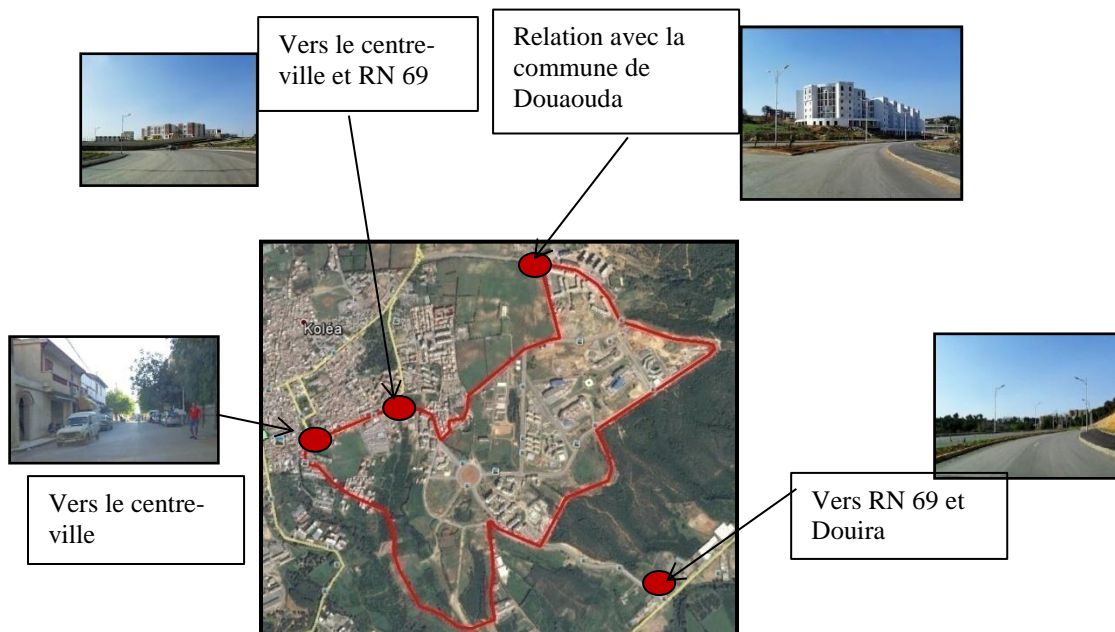 Vers le centre-
ville et RN 69
Relation avec la
commune de
Douaouda
Koléa
Vers le centre-
ville
Vers RN 69 et
Douira